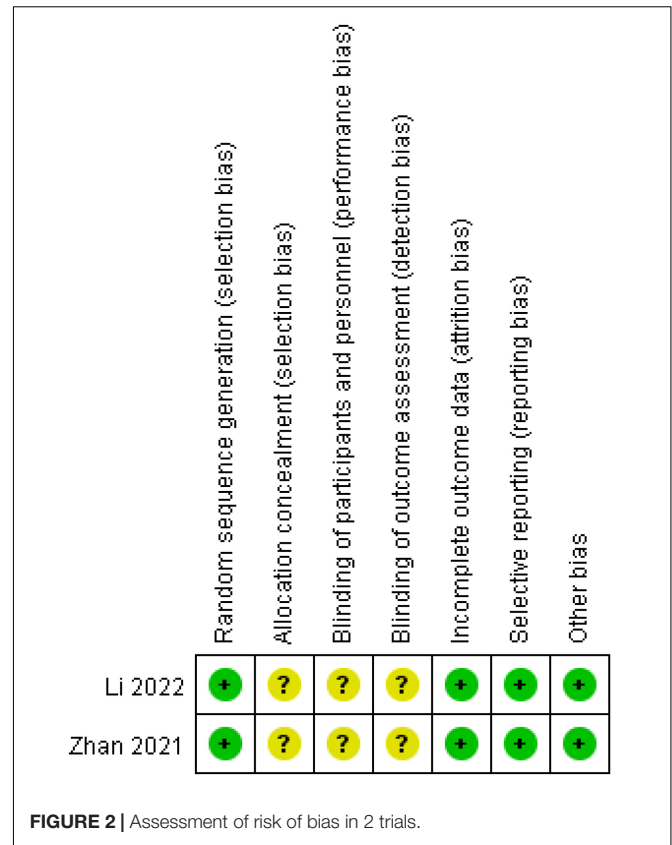 Random sequence generation (selection bias)
Allocation concealment (selection bias)
Blinding of participants and personnel (performance bias)
Blinding of outcome assessment (detection bias)
Incomplete outcome data (attrition bias)
Selective reporting (reporting bias)
Other bias
Li 2022 + ? ? ? + + +
Zhan 2021 + ? ? ? + + +
FIGURE 2 | Assessment of risk of bias in 2 trials.